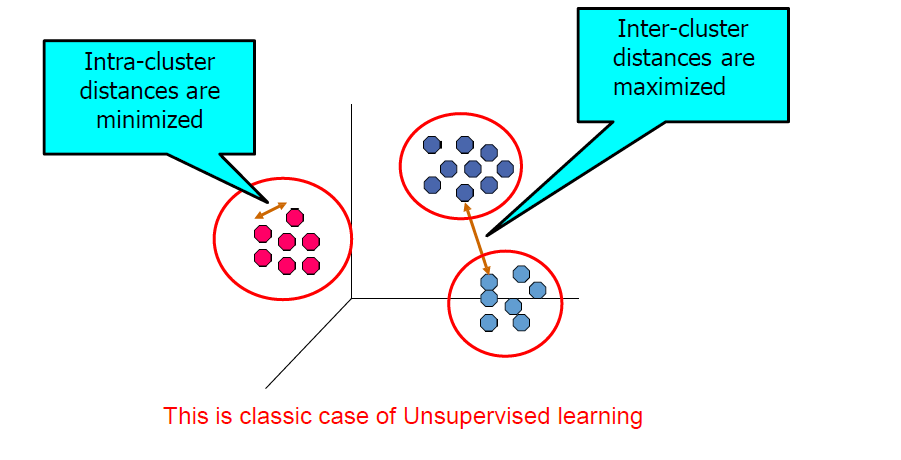 Intra-cluster
distances are
minimized
Inter-cluster
distances are
maximized
This is classic case of Unsupervised learning